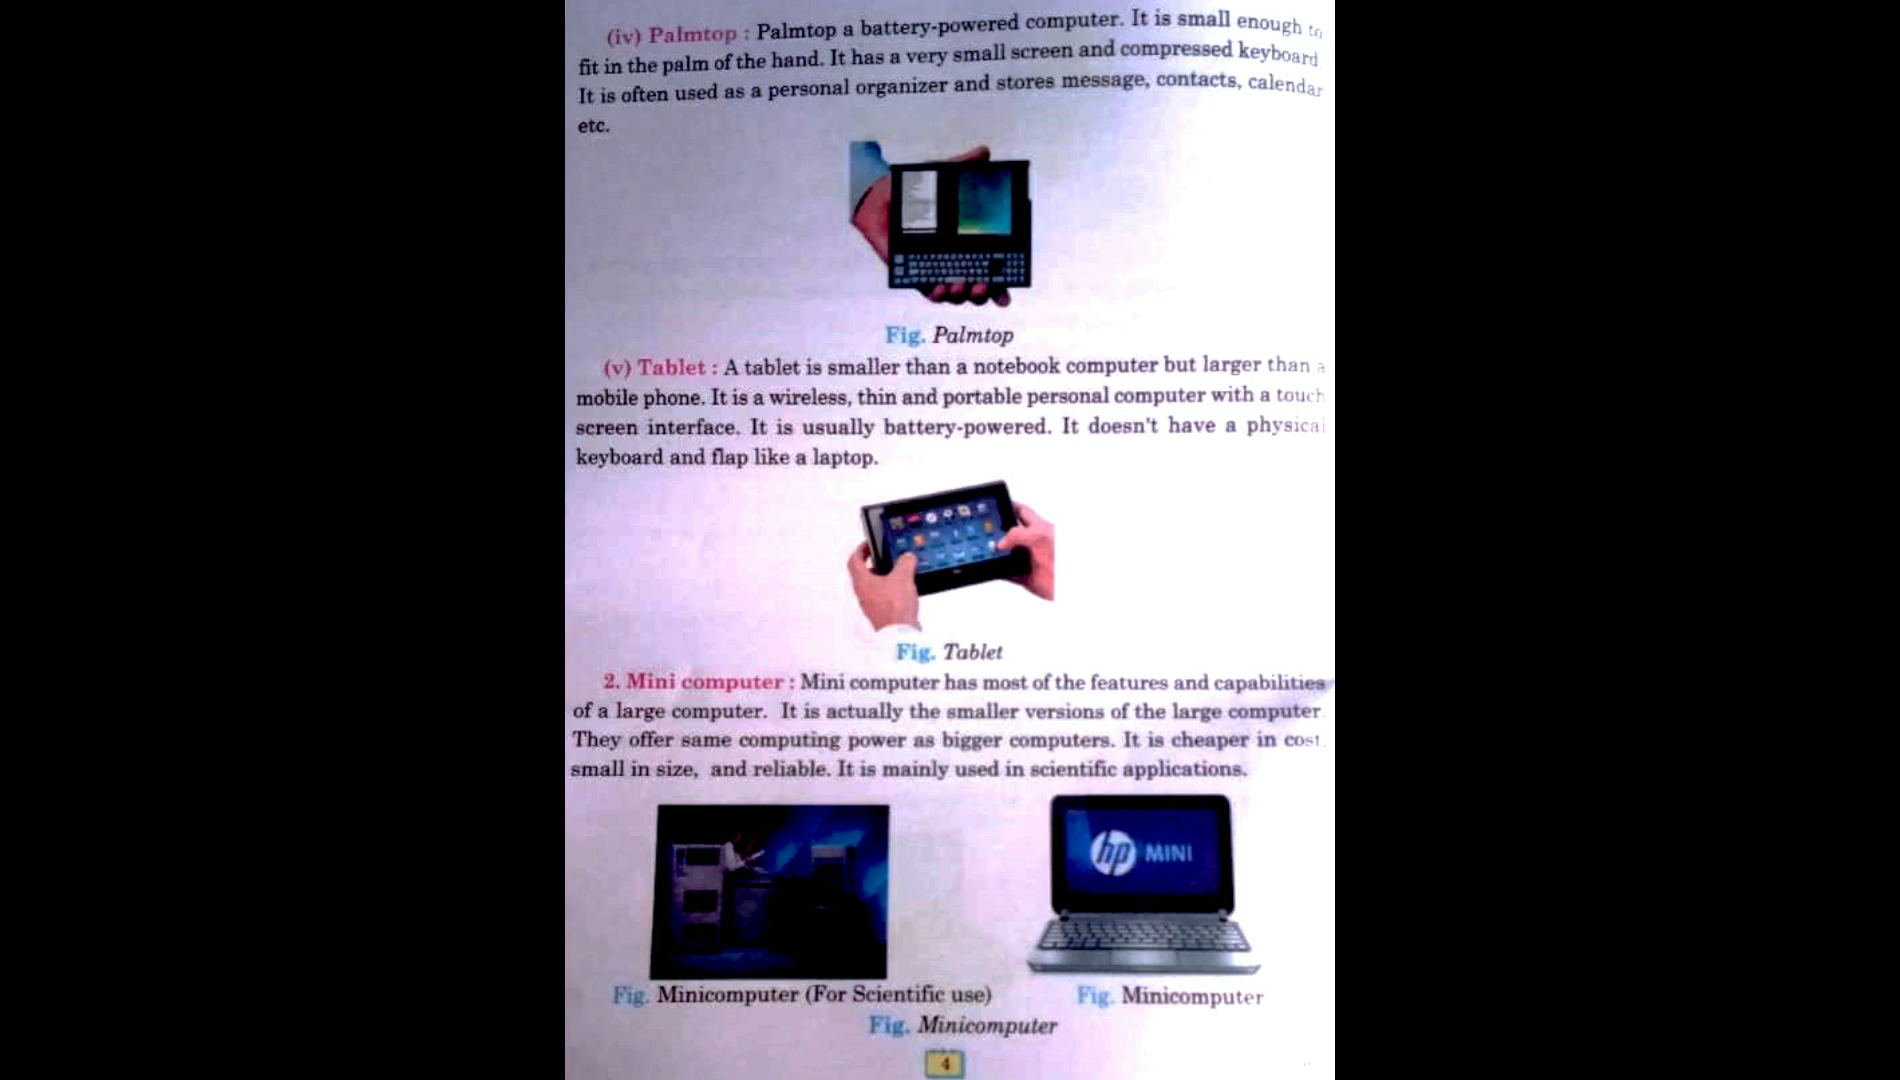 (iv) Palmtop : Palmtop a battery-powered computer. It is small enough to
fit in the palm of the hand. It has a very small screen and compressed keyboard
It is often used as a personal organizer and stores message, contacts, calendar
etc.
Fig. Palmtop
(v) Tablet : A tablet is smaller than a notebook computer but larger than a
mobile phone. It is a wireless, thin and portable personal computer with a touch
screen interface. It is usually battery-powered. It doesn't have a physical
keyboard and flap like a laptop.
Fig. Tablet
2. Mini computer : Mini computer has most of the features and capabilities
of a large computer. It is actually the smaller versions of the large computer
They offer same computing power as bigger computers. It is cheaper in cost
small in size, and reliable. It is mainly used in scientific applications.
hp MINI
Fig. Minicomputer (For Scientific use) Fig. Minicomputer
Fig. Minicomputer
4